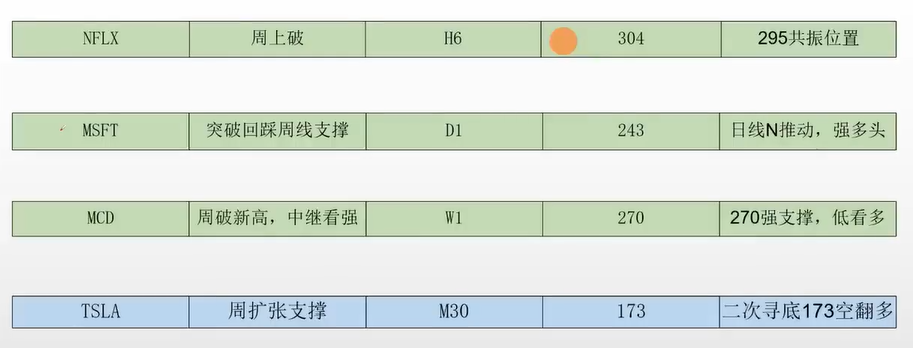 NFLX 周上破 H6 304 295共振位置
MSFT 突破回踩周线支撑 D1 243 日线N推动，强多头
MCD 周破新高，中继看强 W1 270 270强支撑，低看多
TSLA 周扩张支撑 M30 173 二次寻底173空翻多